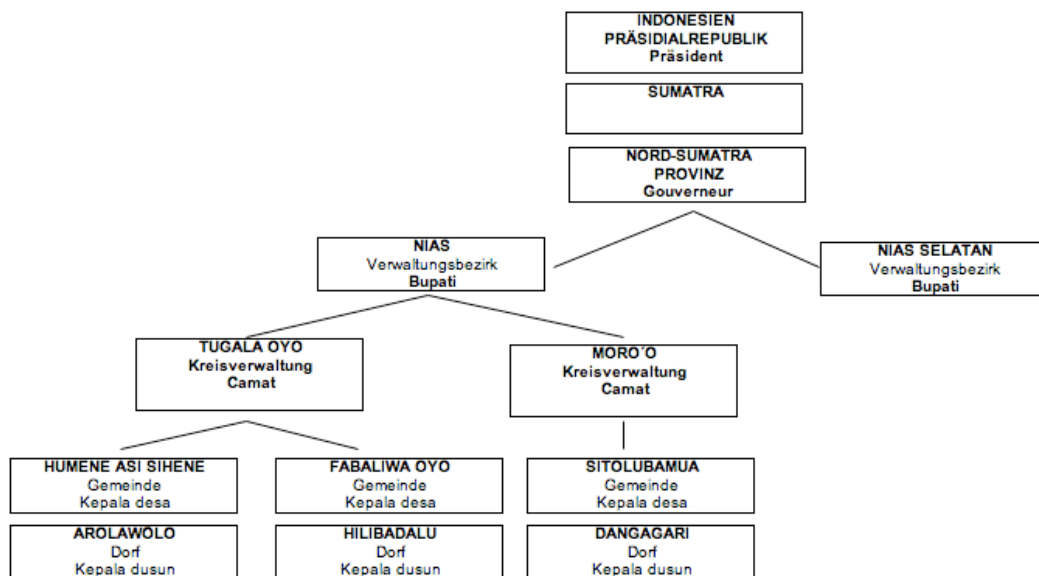 INDONESIEN
PRÄSIDIALREPUBLIK
Präsident
SUMATRA
NORD-SUMATRA
PROVINZ
Gouverneur
NIAS
Verwaltungsbezirk
Bupati
NIAS SELATAN
Verwaltungsbezirk
Bupati
TUGALA OYO
Kreisverwaltung
Camat
MORO´O
Kreisverwaltung
Camat
HUMENE ASI SIHENE
Gemeinde
Kepala desa
FABALIWA OYO
Gemeinde
Kepala desa
SITOLUBAMUA
Gemeinde
Kepala desa
AROLAWÖLO
Dorf
Kepala dusun
HILIBADALU
Dorf
Kepala dusun
DANGAGARI
Dorf
Kepala dusun